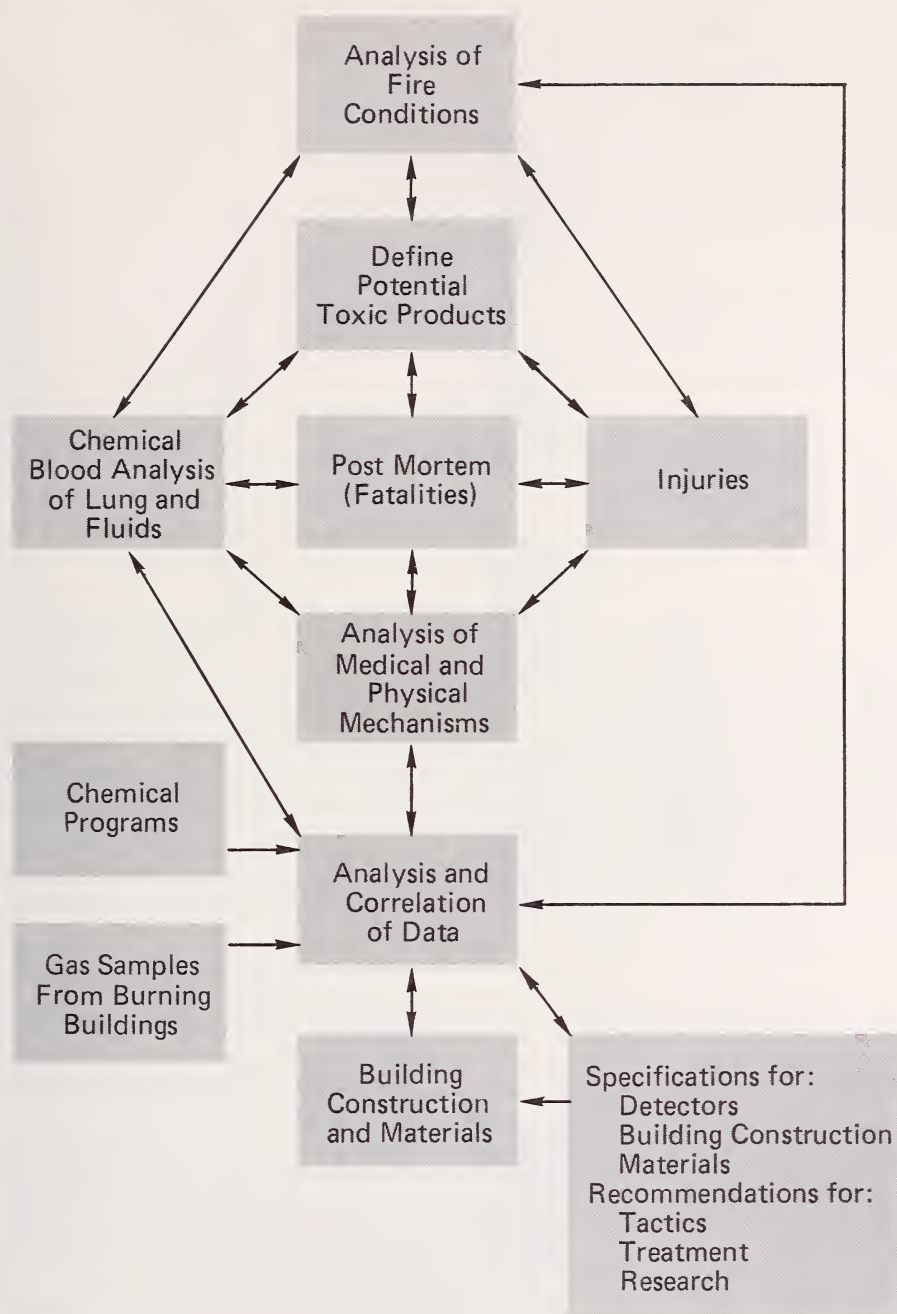 Analysis of
Fire
Conditions
Define
Potential
Toxic Products
Chemical
Blood Analysis
of Lung and
Fluids
Post Mortem
(Fatalities)
Injuries
Analysis of
Medical and
Physical
Mechanisms
Chemical
Programs
Analysis and
Correlation
of Data
Gas Samples
From Burning
Buildings
Building
Construction
and Materials
Specifications for:
Detectors
Building Construction
Materials
Recommendations for:
Tactics
Treatment
Research